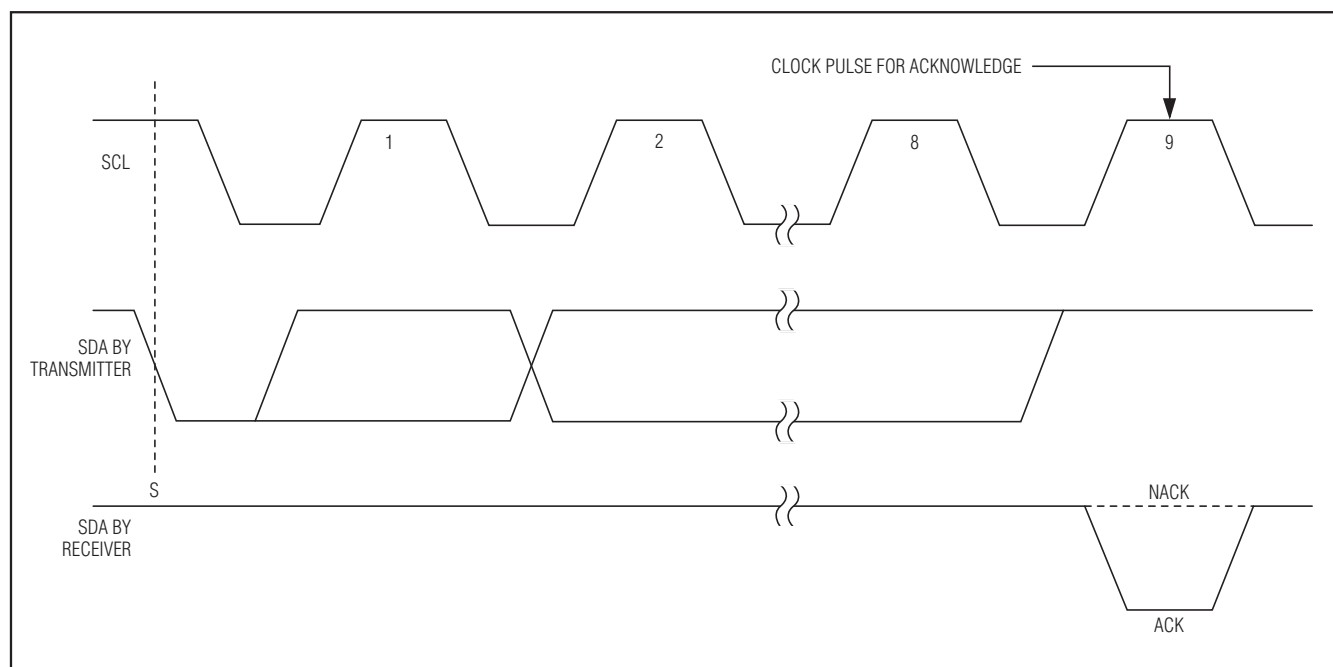 CLOCK PULSE FOR ACKNOWLEDGE
SCL
1
2
8
9
SDA BY
TRANSMITTER
S
SDA BY
RECEIVER
NACK
ACK